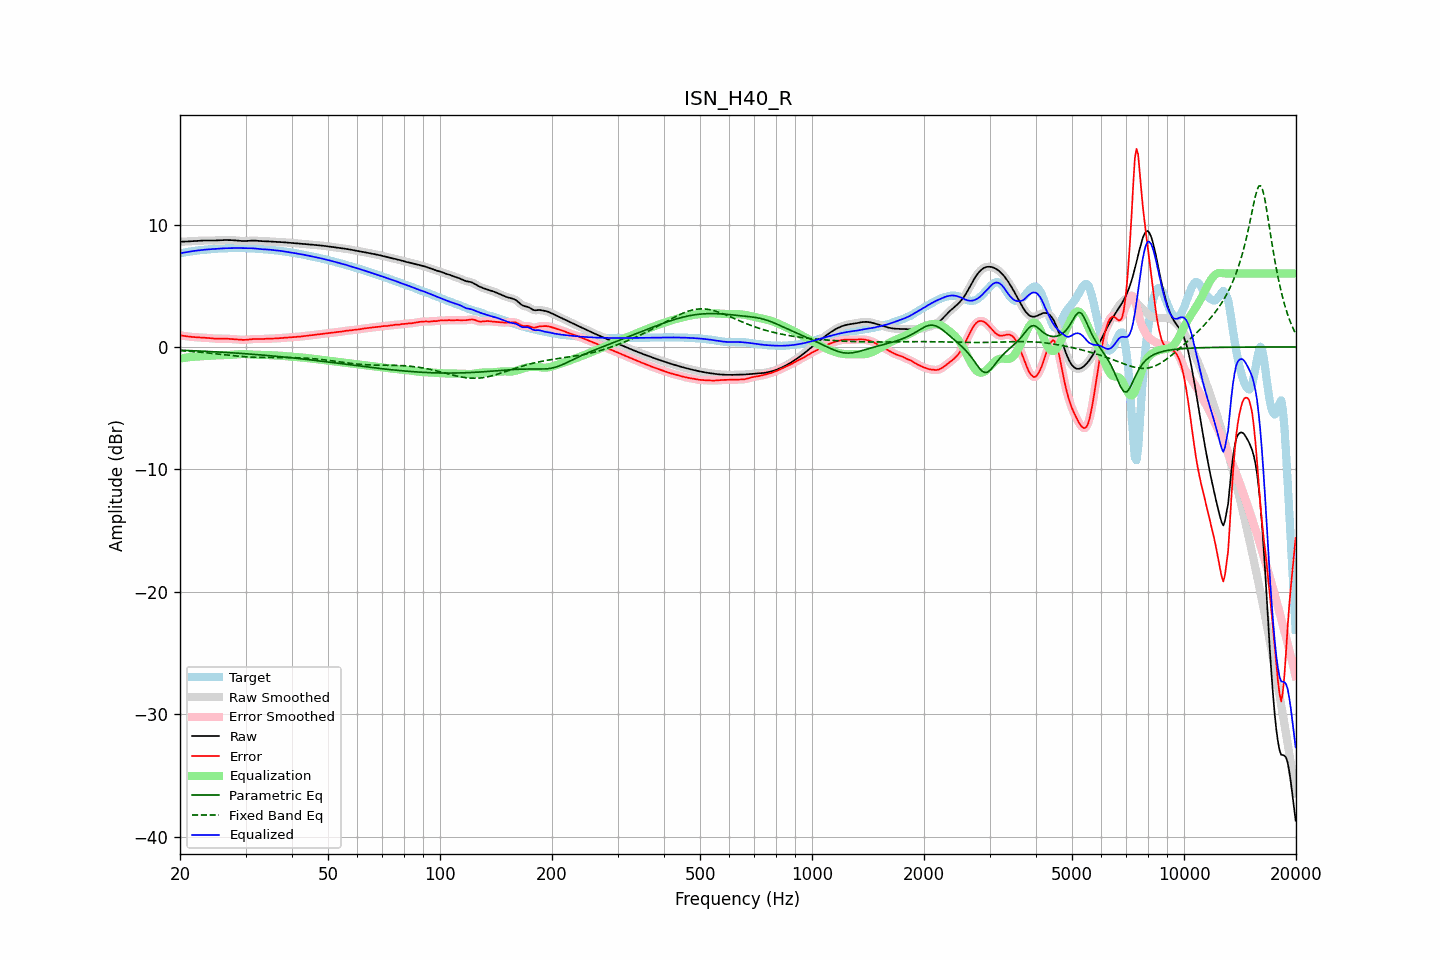 ISN_H40_R
Amplitude (dBr)
10
0
−10
−20
−30
−40
Target
Raw Smoothed
Error Smoothed
Raw
Error
Equalization
Parametric Eq
Fixed Band Eq
Equalized
20 50 100 200 500 1000 2000 5000 10000 20000
Frequency (Hz)